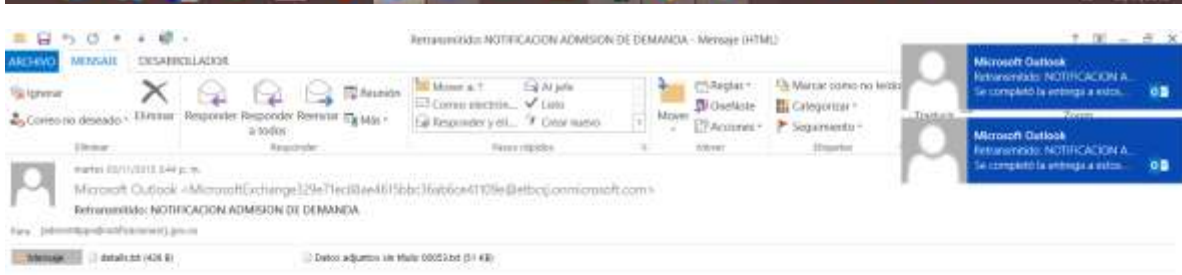 Retransmitido: NOTIFICACION ADMISION DE DEMANDA - Mensaje (HTML)
ARCHIVO MENSAJE DESARROLLADOR
Ignorar
Correo no deseado
Eliminar
Responder Responder a todos Reenviar
Reunión
Más
Mover a: ?
Al jefe
Correo electrón...
Listo
Responder y eli...
Crear nuevo
Mover
Reglas
OneNote
Acciones
Marcar como no leído
Categorizar
Seguimiento
Eliminar Responder Pasos rápidos Mover Etiquetas Zoom
Microsoft Outlook
Retransmitido: NOTIFICACION A...
Se completó la entrega a estos...
Microsoft Outlook
Retransmitido: NOTIFICACION A...
Se completó la entrega a estos...
martes p. m.
Microsoft Outlook
Retransmitido: NOTIFICACION ADMISION DE DEMANDA
Para
Mensaje details.txt (426 B) Datos adjuntos sin título 00053.txt (51 KB)